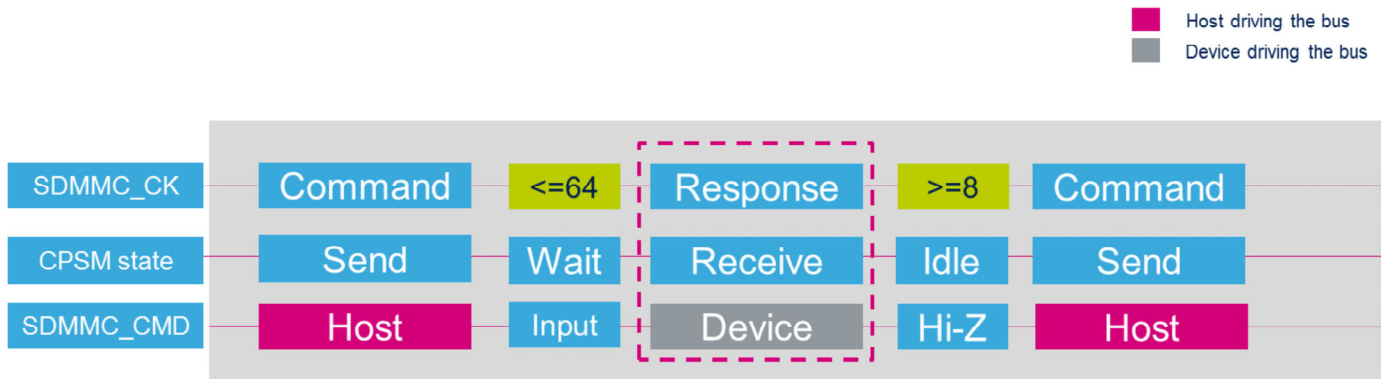 Host driving the bus
Device driving the bus
SDMMC_CK Command <=64 Response >=8 Command
CPSM state Send Wait Receive Idle Send
SDMMC_CMD Host Input Device Hi-Z Host